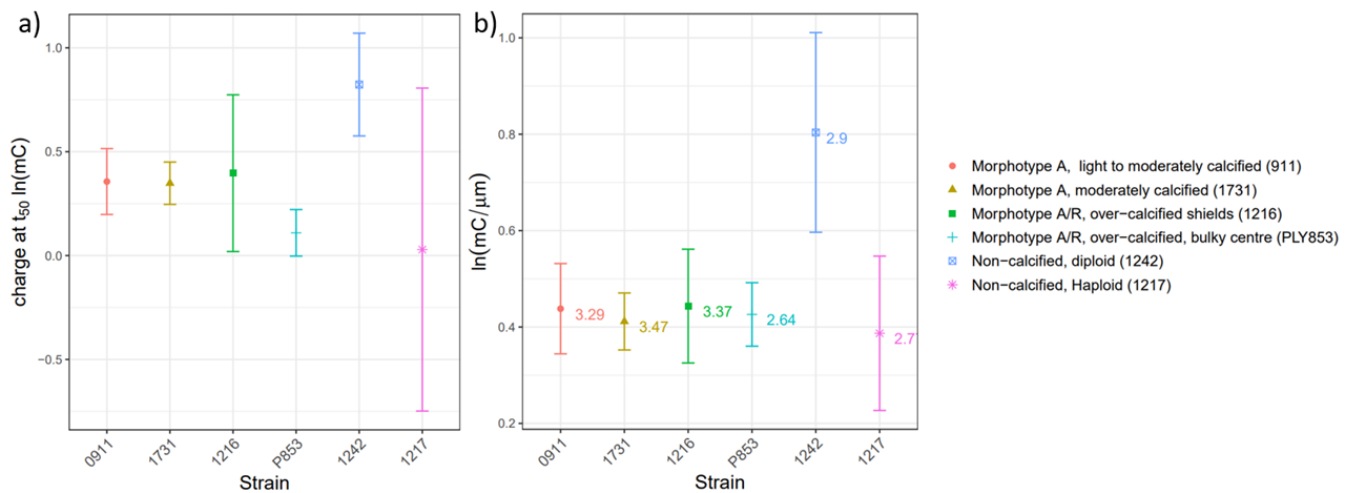 a)
charge at t50 ln(mC)
1.0
0.5
0.0
−0.5
0911
1731
1216
P853
1242
1217
Strain
b)
ln(mC/μm)
1.0
0.8
0.6
0.4
0.2
3.29
3.47
3.37
2.64
2.9
2.7
0911
1731
1216
P853
1242
1217
Strain
Morphotype A, light to moderately calcified (911)
Morphotype A, moderately calcified (1731)
Morphotype A/R, over−calcified shields (1216)
Morphotype A/R, over−calcified, bulky centre (PLY853)
Non−calcified, diploid (1242)
Non−calcified, Haploid (1217)